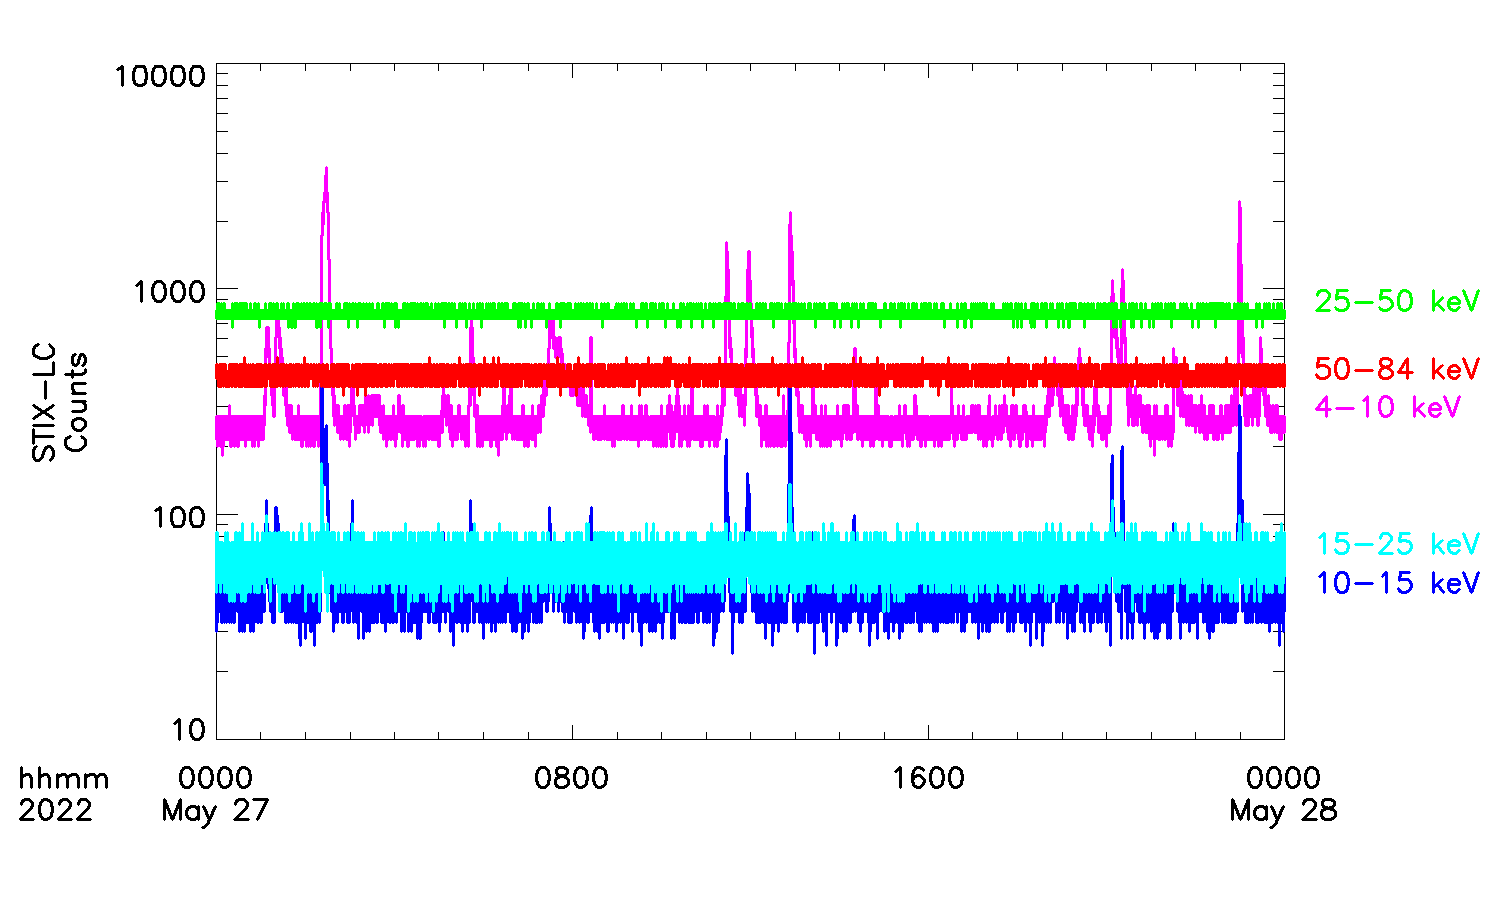 10000
1000
100
10
STIX-LC
Counts
25-50 keV
50-84 keV
4-10 keV
15-25 keV
10-15 keV
hhmm 0000 0800 1600 0000
2022 May 27 May 28